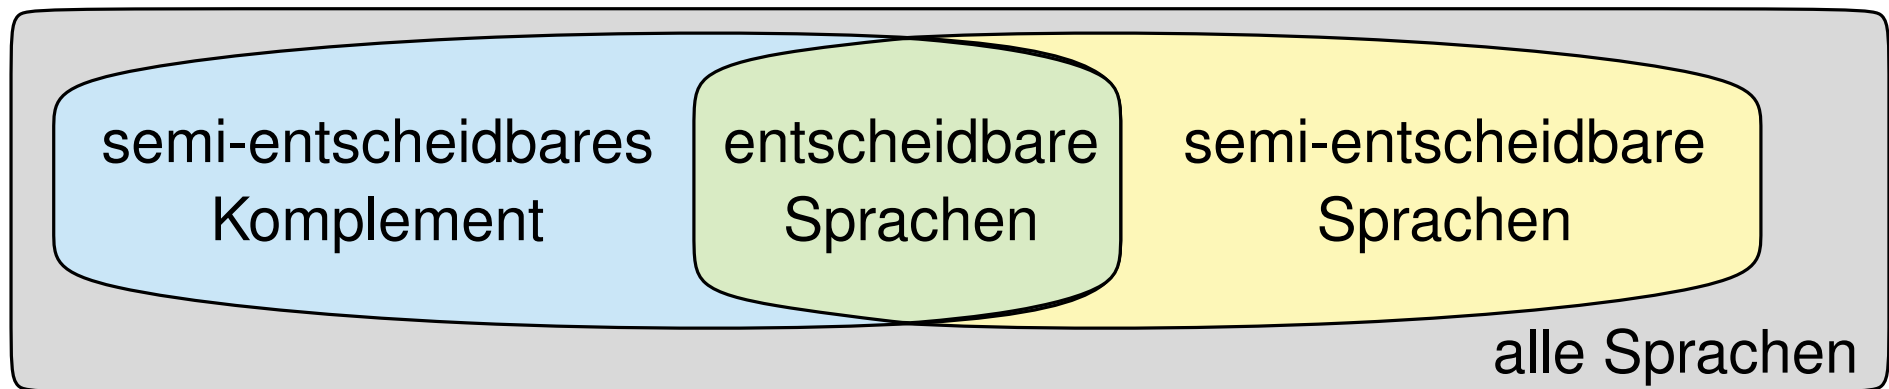 semi-entscheidbares
Komplement
entscheidbare
Sprachen
semi-entscheidbare
Sprachen
alle Sprachen